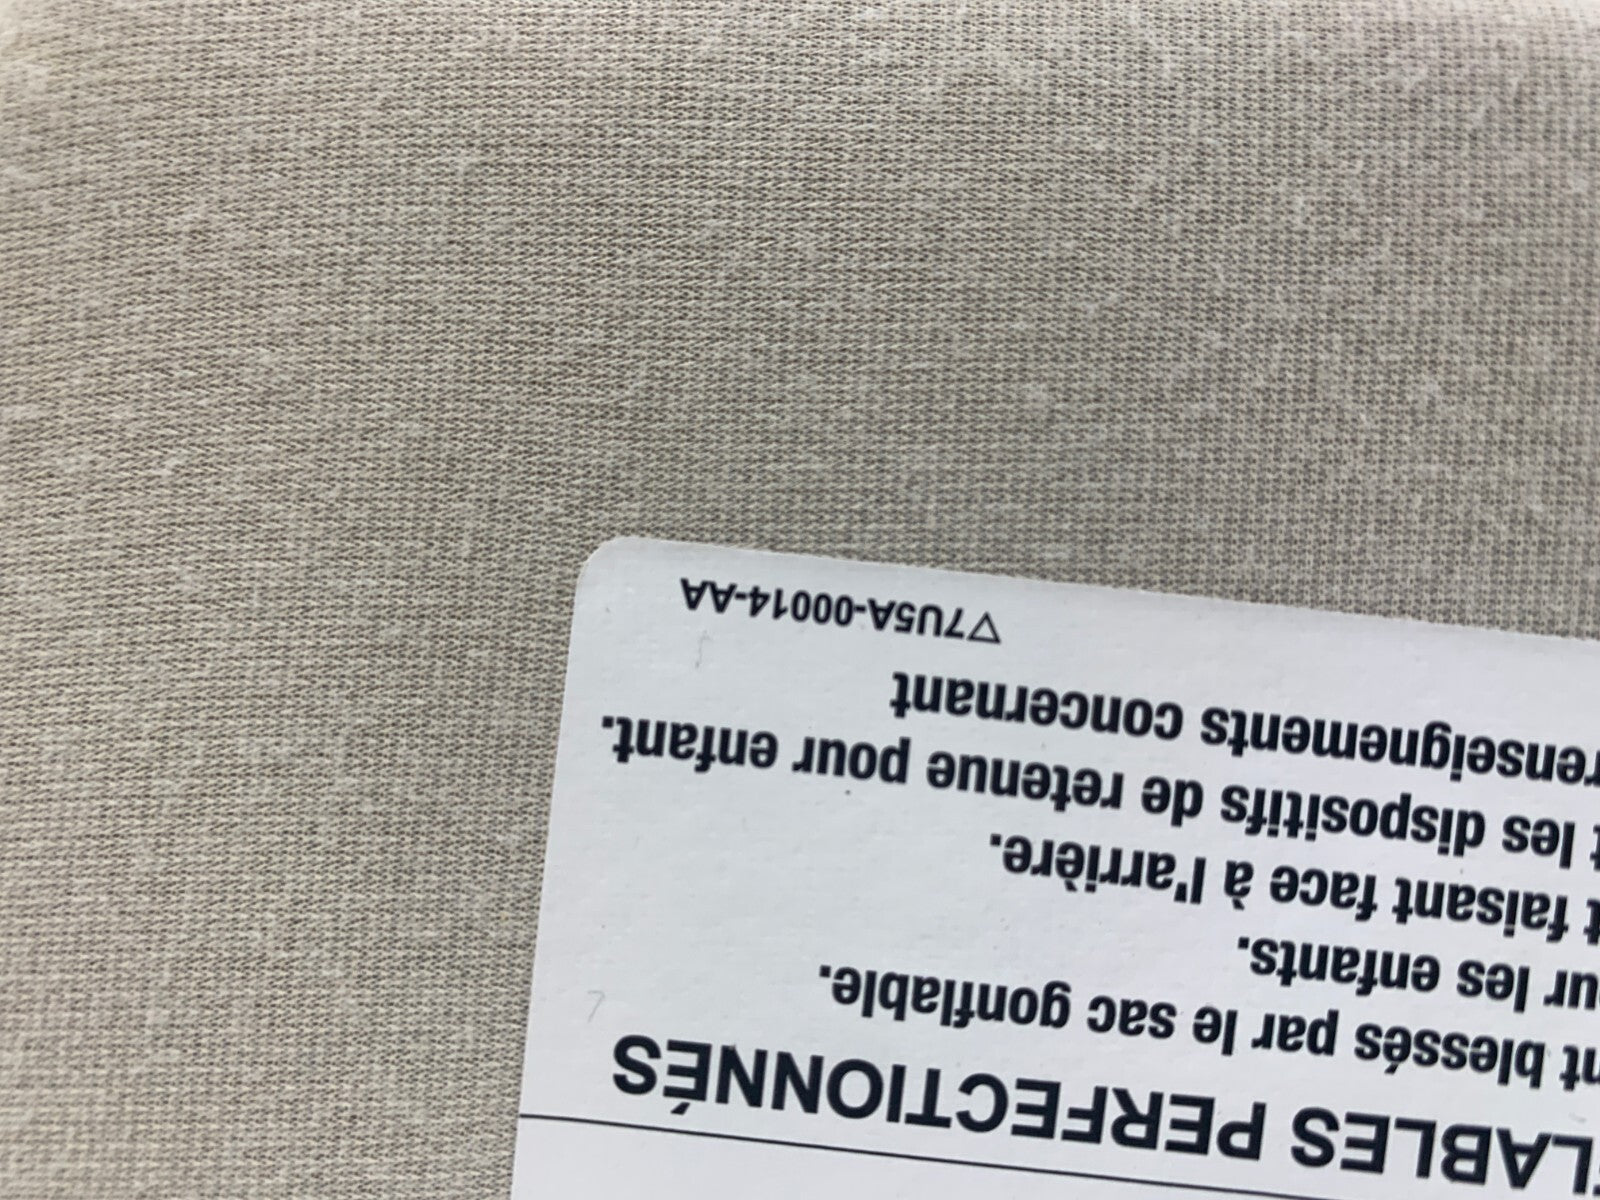 LABLES PERFECTIONNÉS
nt blessés par le sac gonflable.
ur les enfants.
t faisant face à l'arrière.
t les dispositifs de retenue pour enfant.
renseignements concernant
▽7U5A-00014-AA